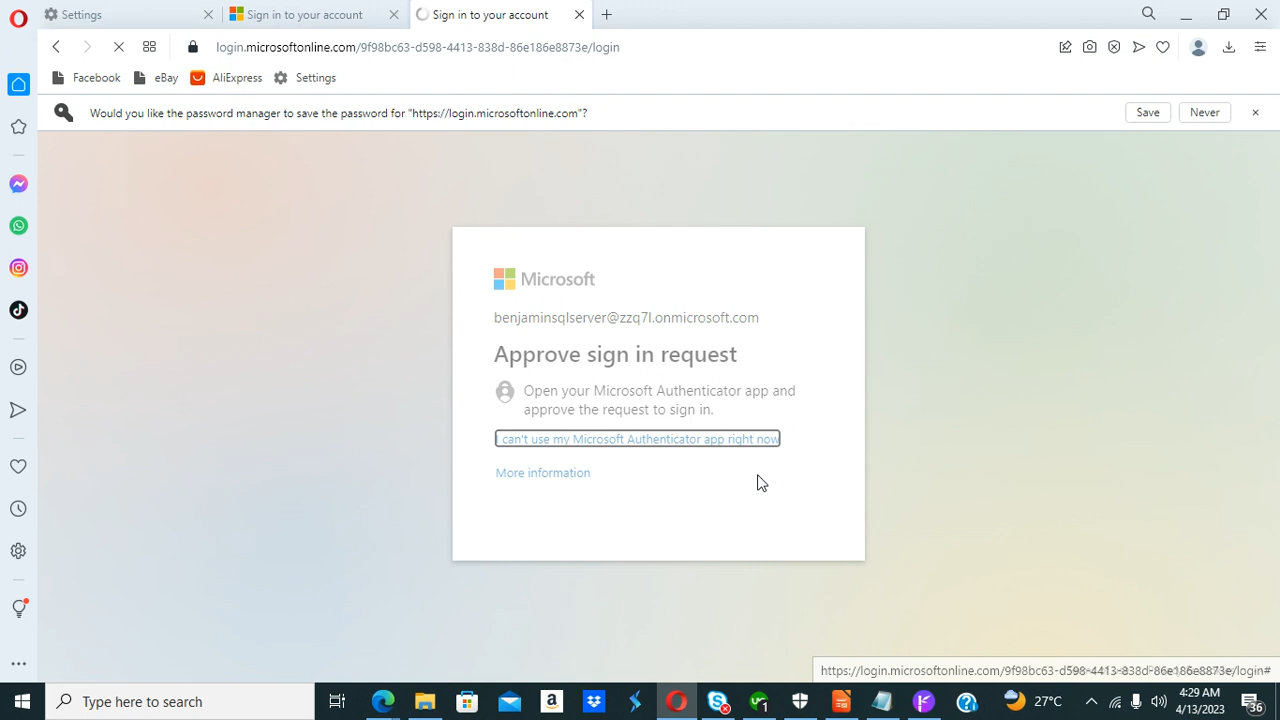 Settings
Sign in to your account
Sign in to your account
login.microsoftonline.com/9f98bc63-d598-4413-838d-86e186e8873e/login
Facebook
eBay
AliExpress
Settings
Would you like the password manager to save the password for "https://login.microsoftonline.com"?
Save
Never
Microsoft
benjaminsqlserver@zzq7l.onmicrosoft.com
Approve sign in request
Open your Microsoft Authenticator app and
approve the request to sign in.
I can't use my Microsoft Authenticator app right now
More information
https://login.microsoftonline.com/9f98bc63-d598-4413-838d-86e186e8873e/login#
Type here to search
a
1
27°C
4:29 AM
4/13/2023
36